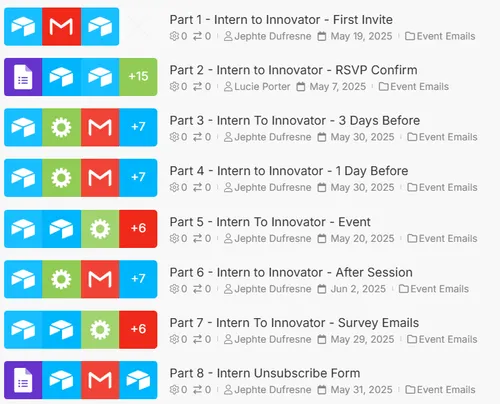 Part 1 - Intern to Innovator - First Invite
0 0 Jephte Dufresne May 19, 2025 Event Emails
+15
Part 2 - Intern to Innovator - RSVP Confirm
0 0 Lucie Porter May 7, 2025 Event Emails
+7
Part 3 - Intern To Innovator - 3 Days Before
0 0 Jephte Dufresne May 30, 2025 Event Emails
+7
Part 4 - Intern to Innovator - 1 Day Before
0 0 Jephte Dufresne May 30, 2025 Event Emails
+6
Part 5 - Intern To Innovator - Event
0 0 Jephte Dufresne May 20, 2025 Event Emails
+7
Part 6 - Intern to Innovator - After Session
0 0 Jephte Dufresne Jun 2, 2025 Event Emails
+6
Part 7 - Intern To Innovator - Survey Emails
0 0 Jephte Dufresne May 29, 2025 Event Emails
Part 8 - Intern Unsubscribe Form
0 0 Jephte Dufresne May 31, 2025 Event Emails